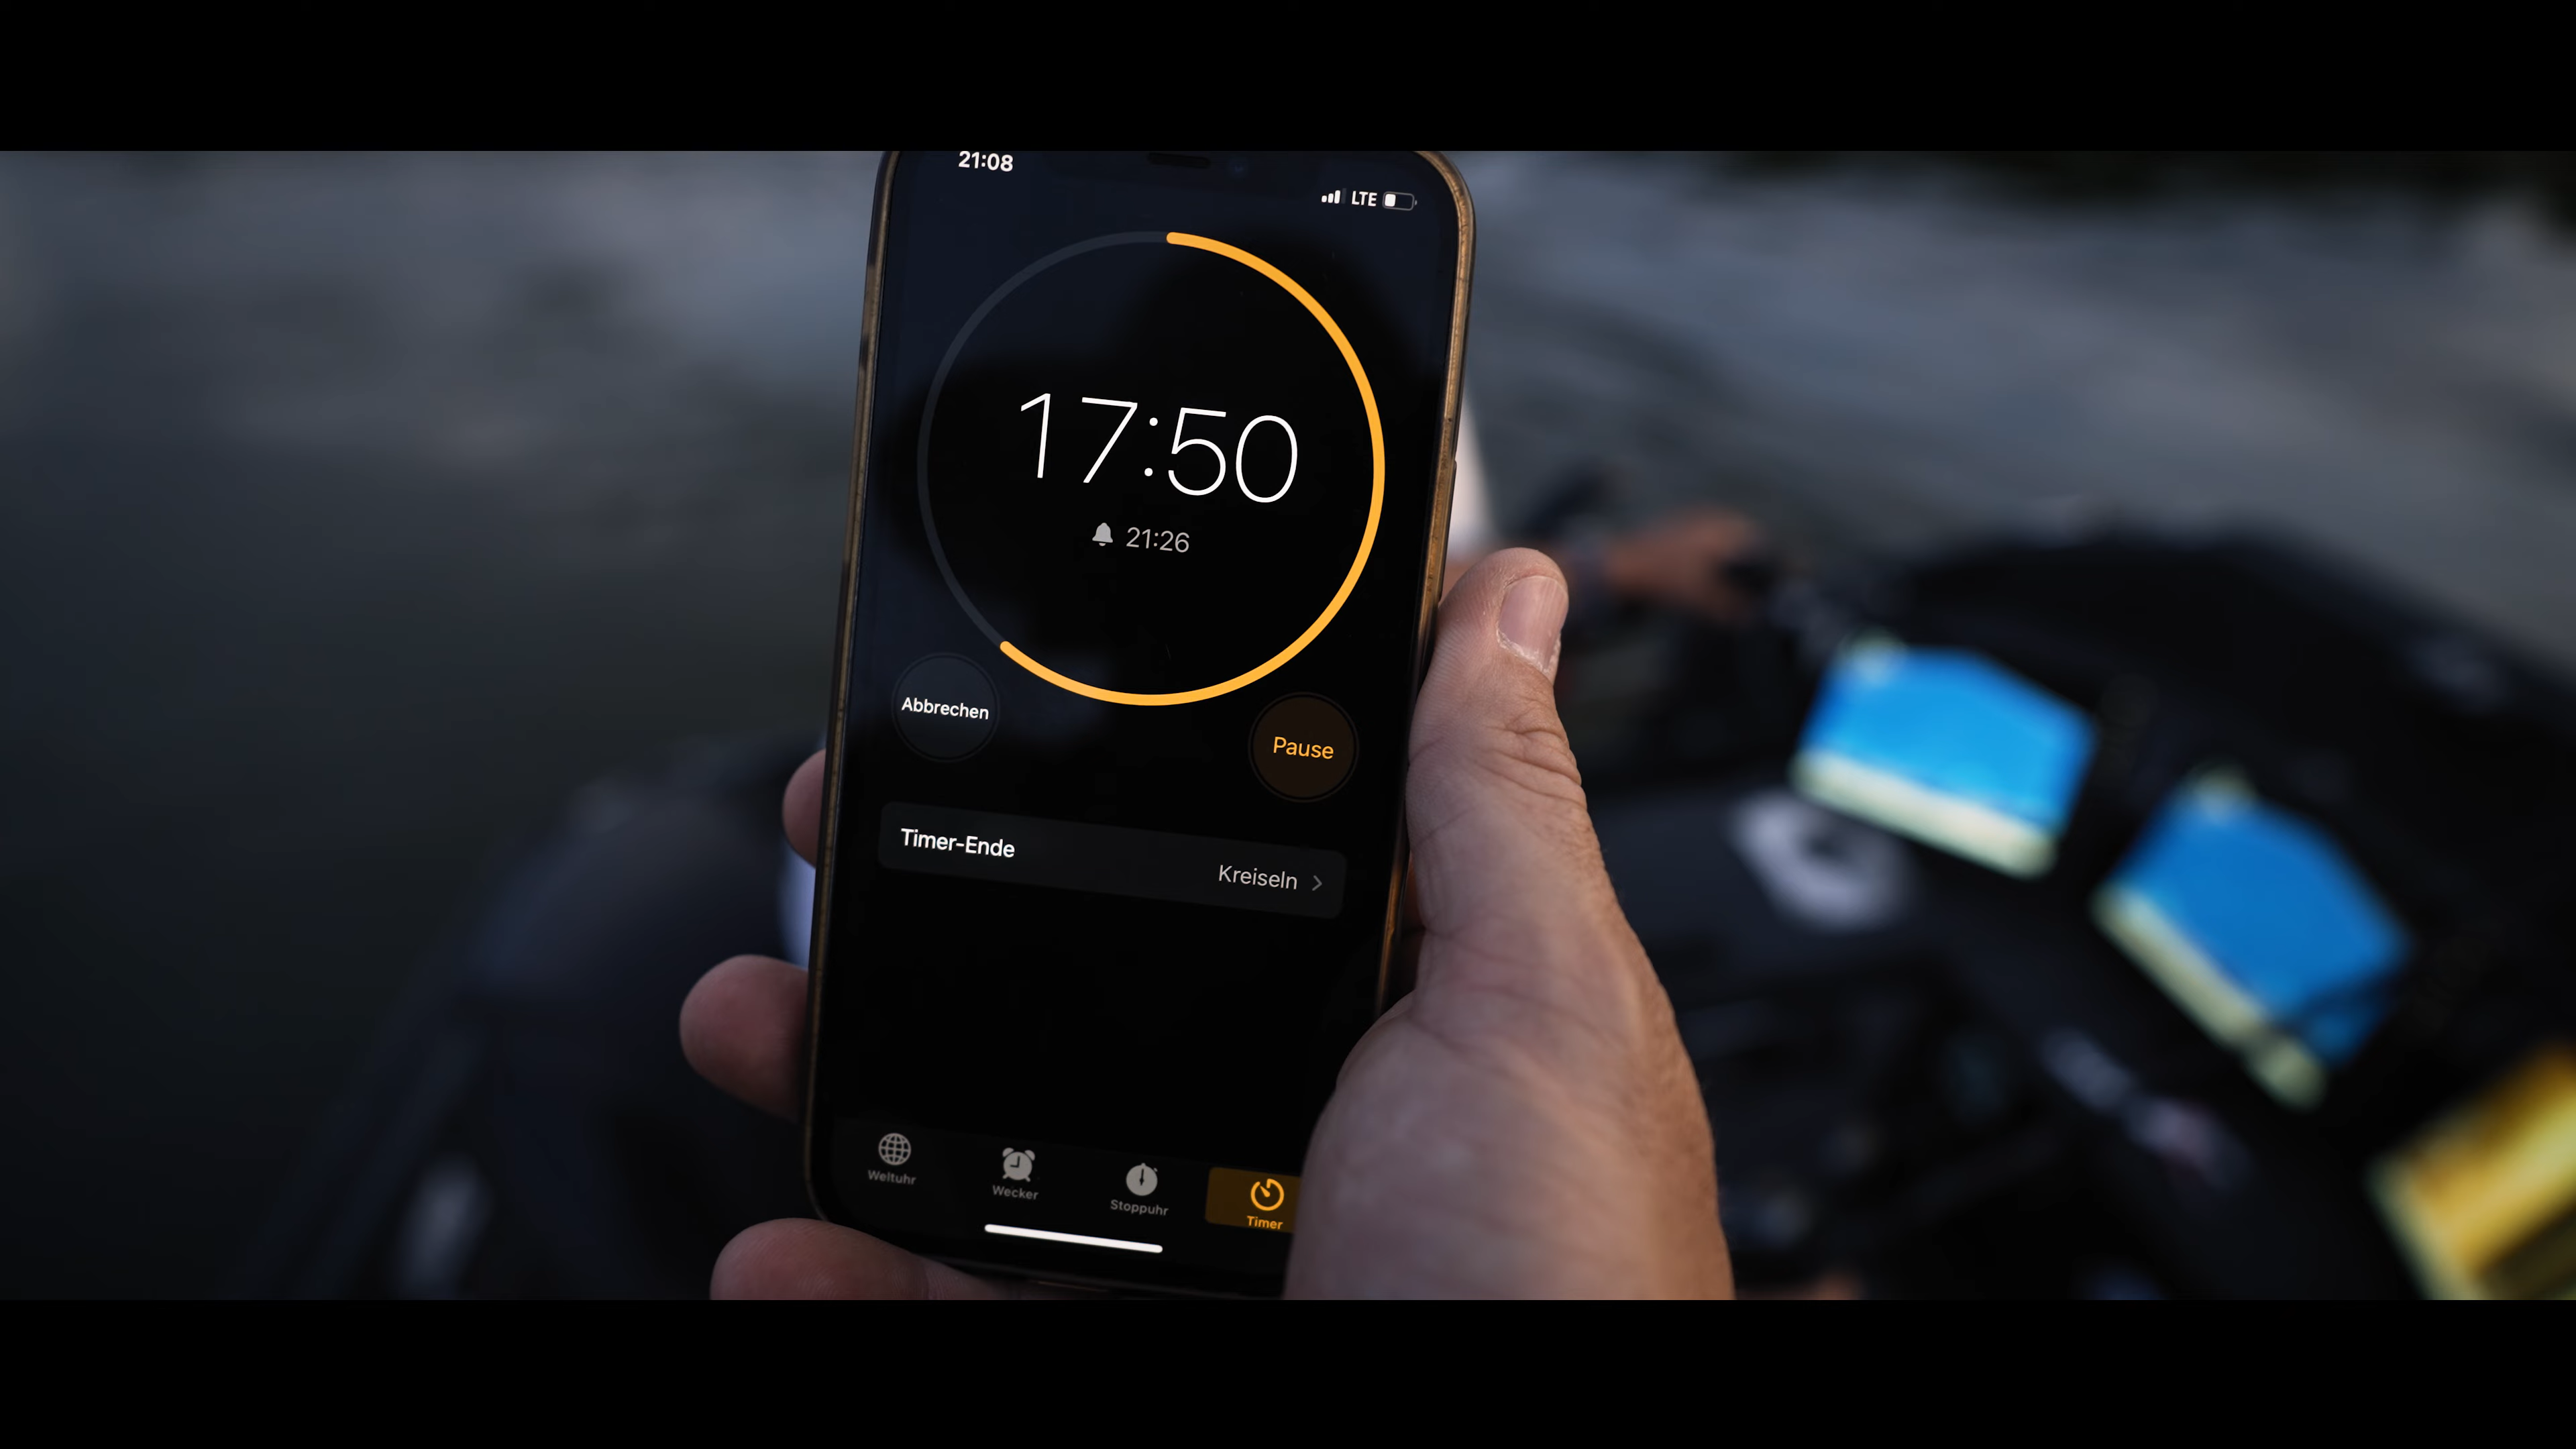 21:08
LTE
17:50
21:26
Abbrechen
Pause
Timer-Ende
Kreiseln
Weltuhr
Wecker
Stoppuhr
Timer